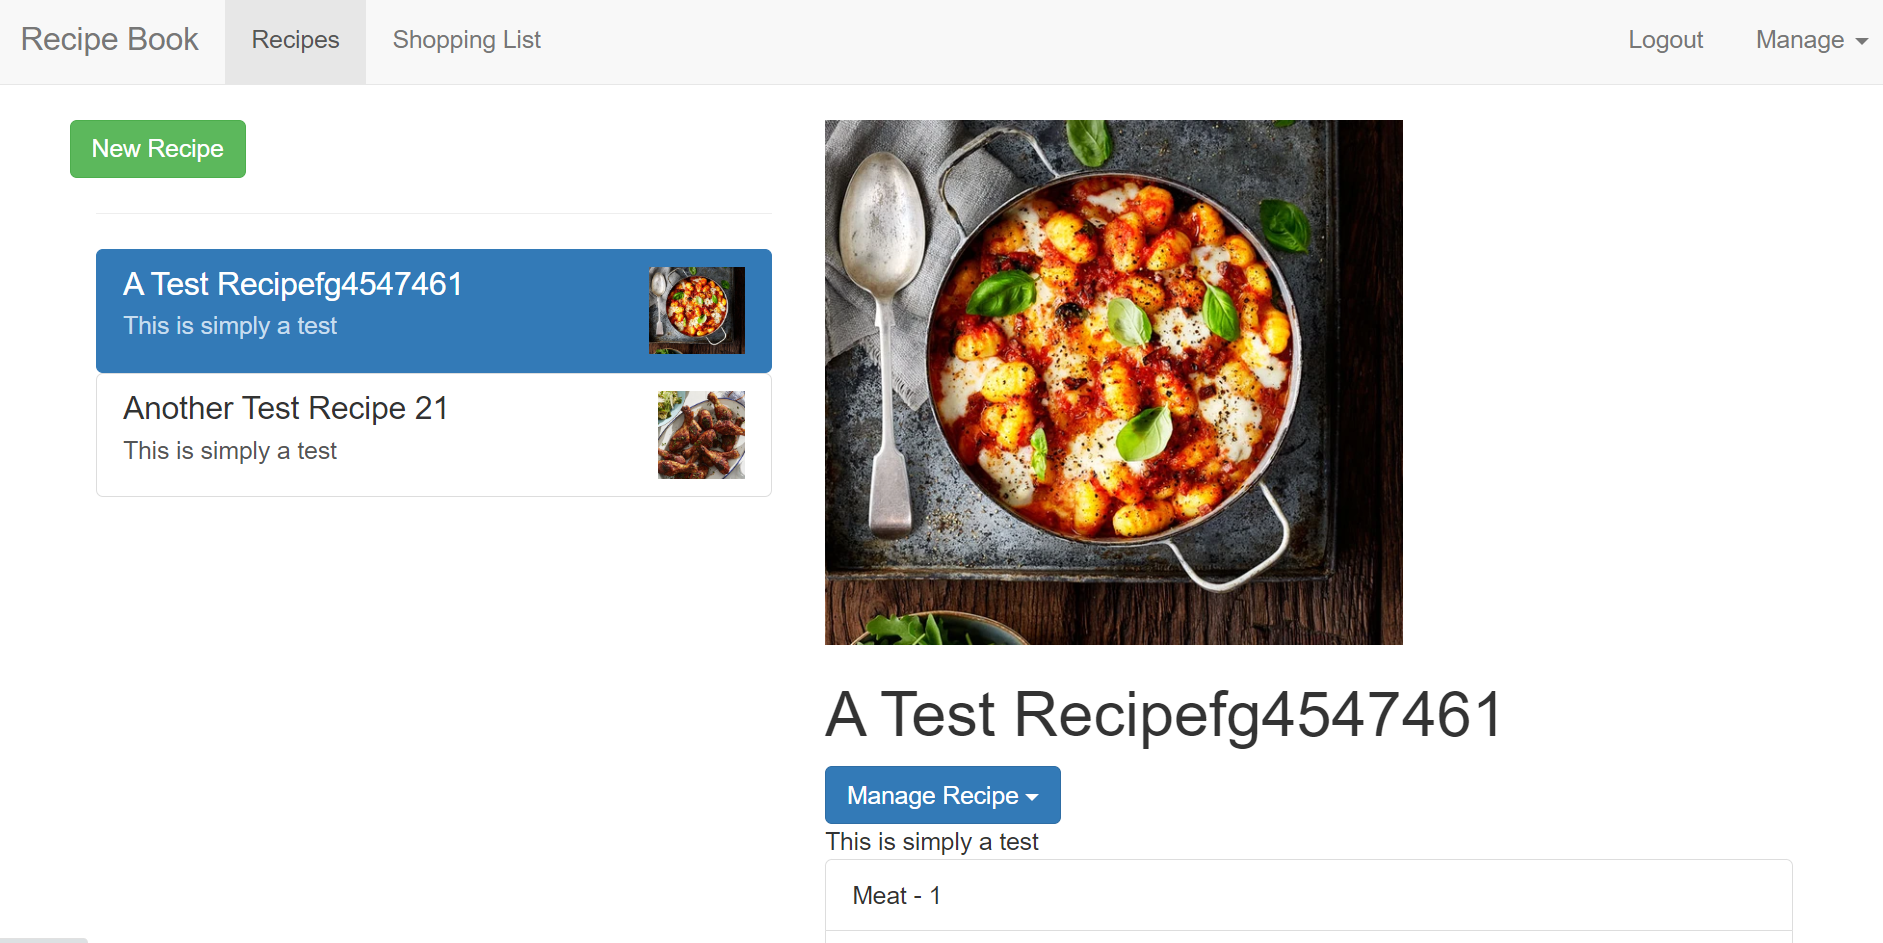 Recipe Book
Recipes
Shopping List
Logout
Manage
New Recipe
A Test Recipefg4547461
This is simply a test
Another Test Recipe 21
This is simply a test
A Test Recipefg4547461
Manage Recipe
This is simply a test
Meat - 1